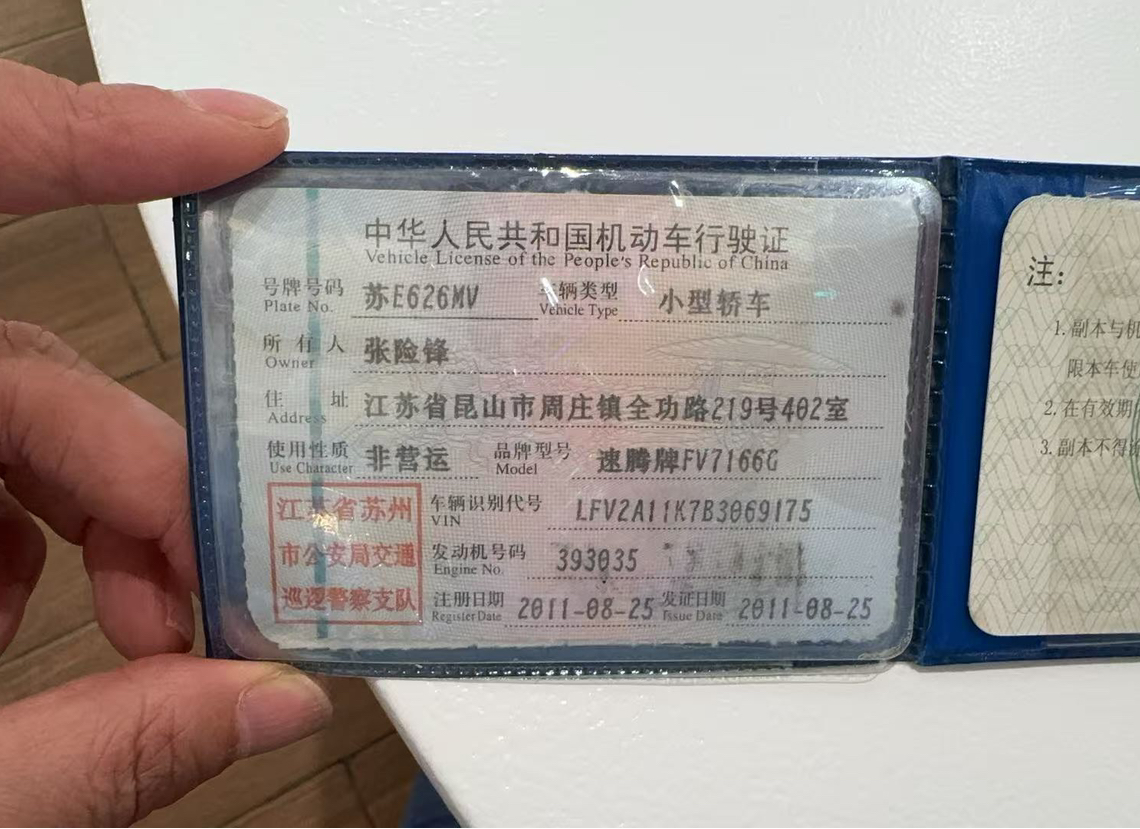 中华人民共和国机动车行驶证
Vehicle License of the People's Republic of China
号牌号码 苏E626MV 车辆类型 小型轿车
Plate No. Vehicle Type
所有人 张险锋
Owner
住址 江苏省昆山市周庄镇全功路219号402室
Address
使用性质 非营运 品牌型号 速腾牌FV7166G
Use Character Model
江苏省苏州
市公安局交通
巡逻警察支队
车辆识别代号 LFV2A11K7B3069175
VIN
发动机号码 393035
Engine No.
注册日期 2011-08-25 发证日期 2011-08-25
Register Date Issue Date
注:
1. 副本与机
限本车使
2. 在有效期
3. 副本不得